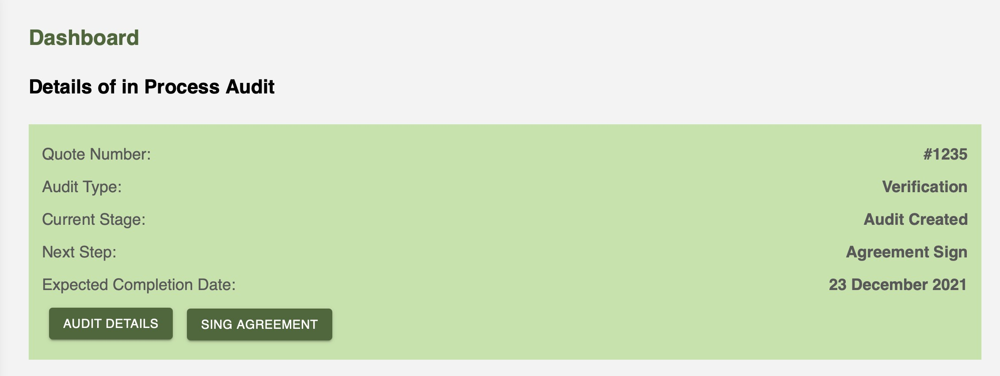 Dashboard
Details of in Process Audit
Quote Number: #1235
Audit Type: Verification
Current Stage: Audit Created
Next Step: Agreement Sign
Expected Completion Date: 23 December 2021
AUDIT DETAILS SING AGREEMENT